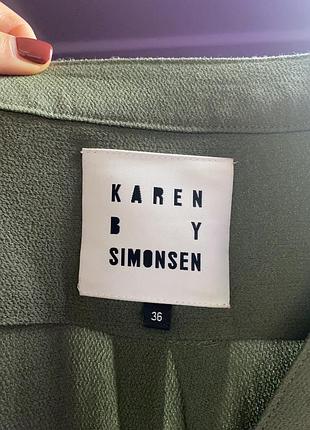 KAREN
B Y
SIMONSEN
36